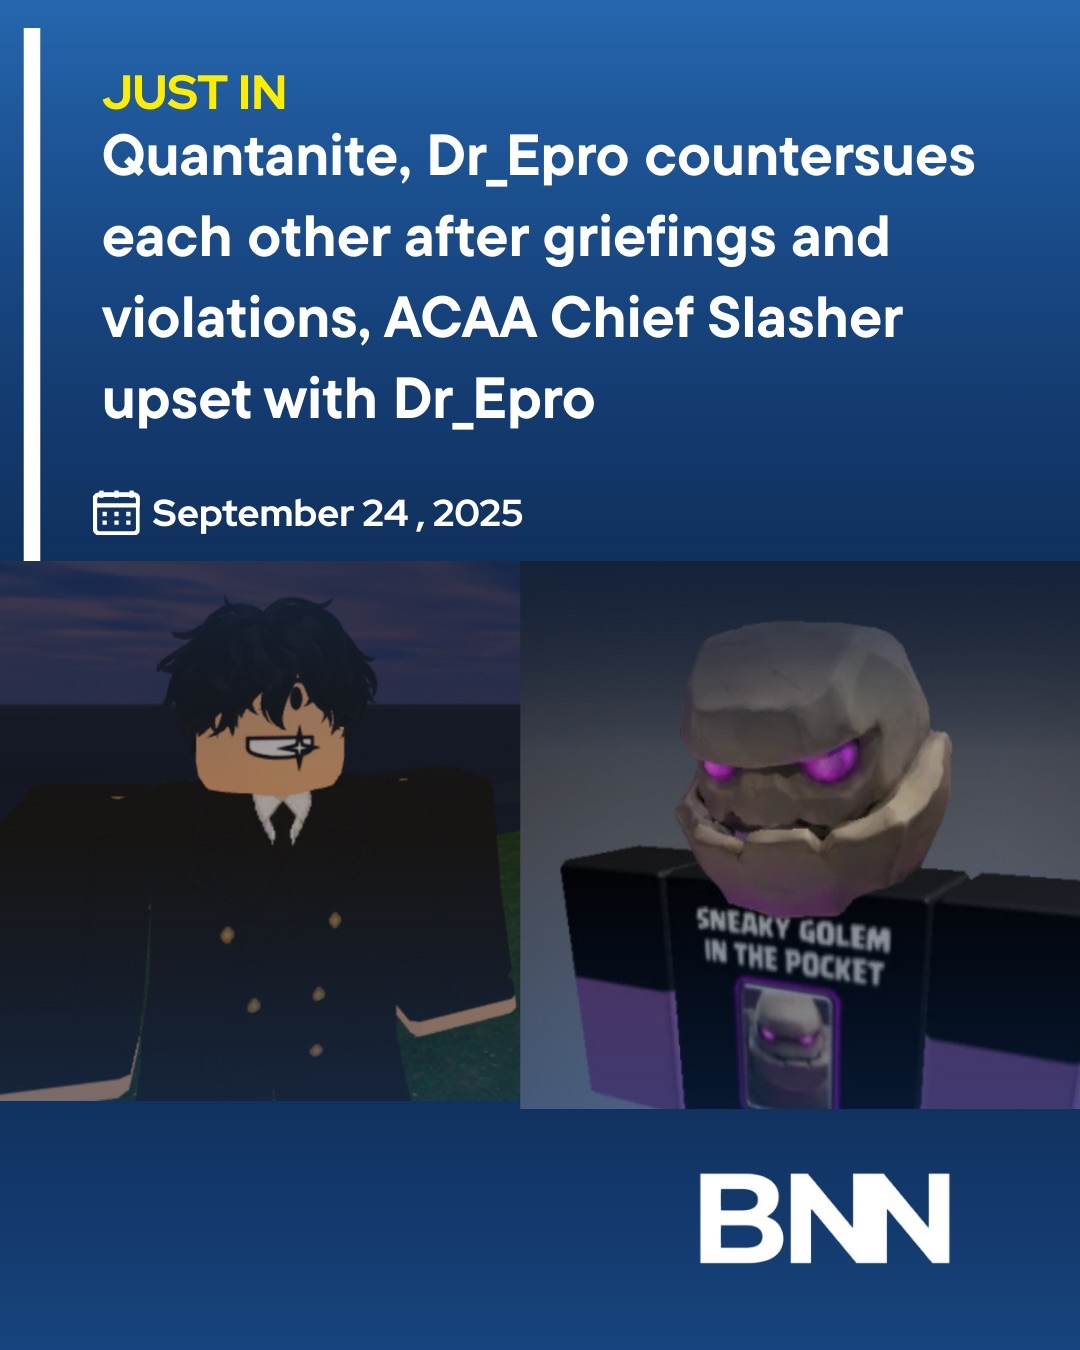 JUST IN
Quantanite, Dr_Epro countersues
each other after griefings and
violations, ACAA Chief Slasher
upset with Dr_Epro
September 24 , 2025
SNEAKY GOLEM
IN THE POCKET
BNN